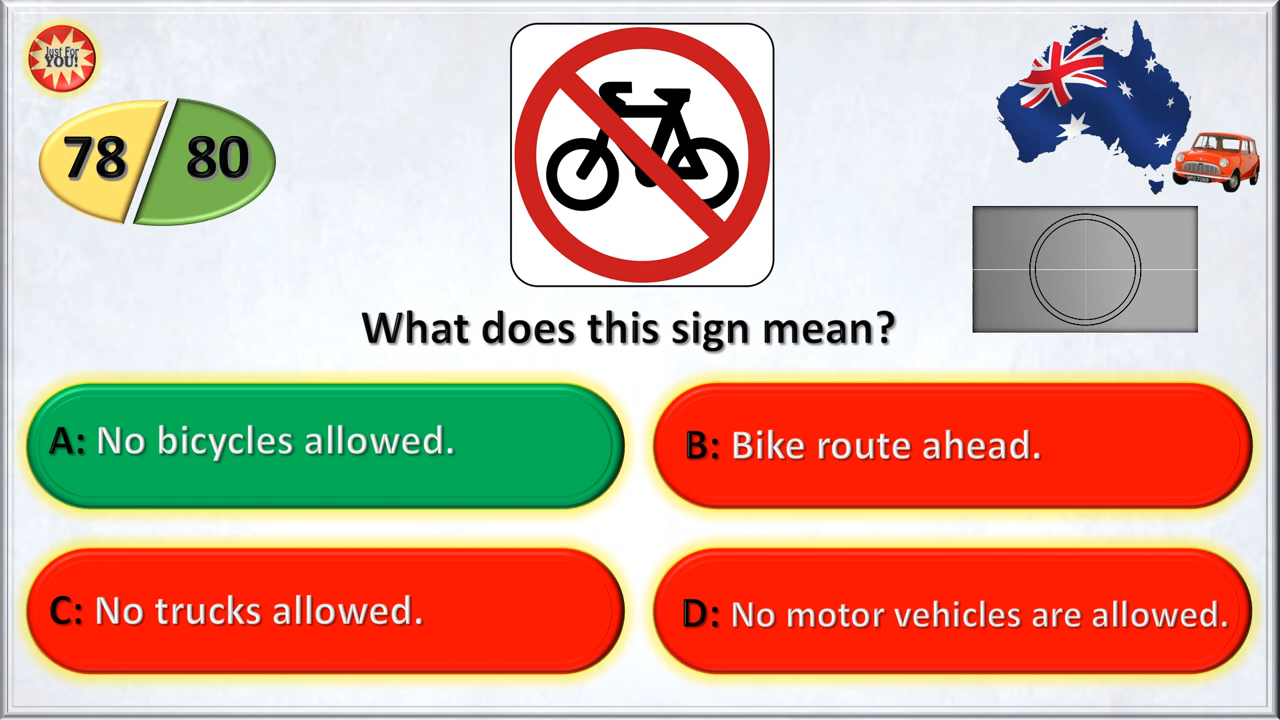 Just For
YOU!
78 80
What does this sign mean?
A: No bicycles allowed.
B: Bike route ahead.
C: No trucks allowed.
D: No motor vehicles are allowed.